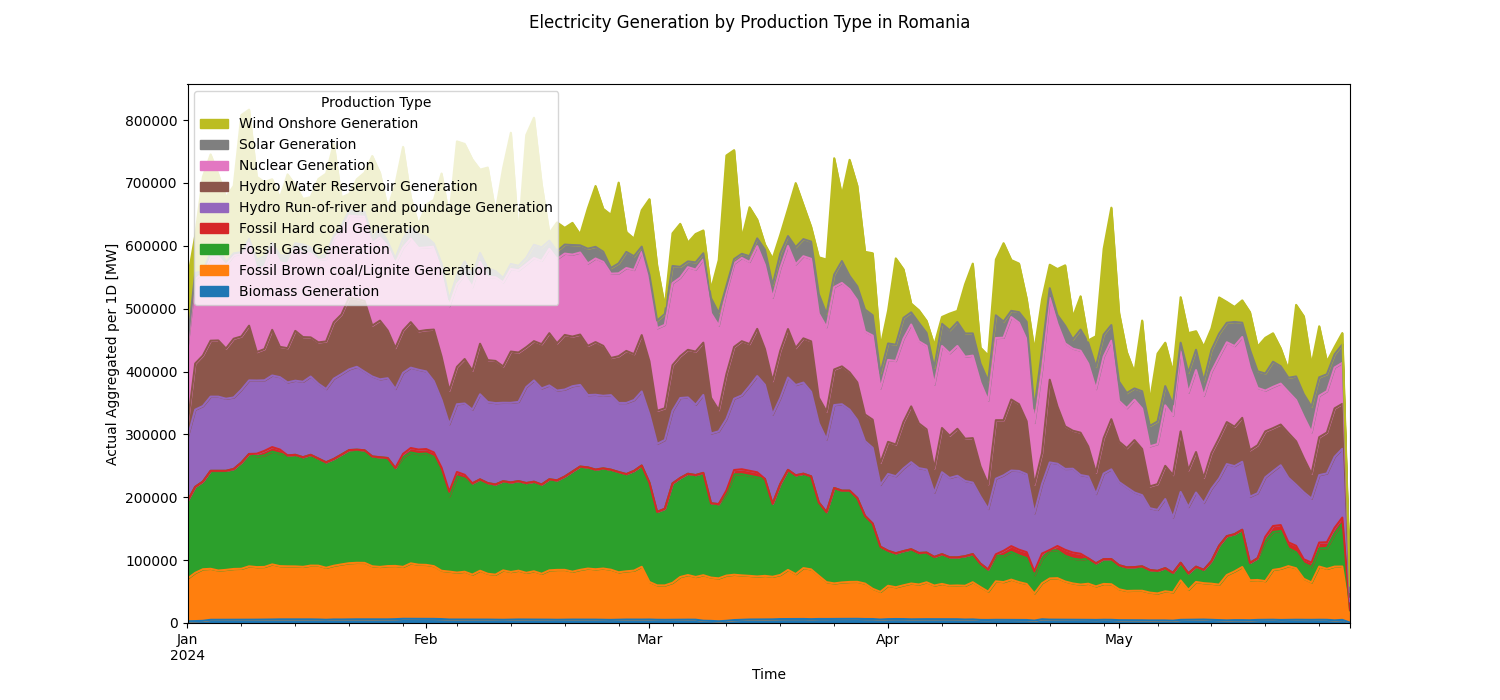 Electricity Generation by Production Type in Romania
Actual Aggregated per 1D [MW]
800000
700000
600000
500000
400000
300000
200000
100000
0
Production Type
Wind Onshore Generation
Solar Generation
Nuclear Generation
Hydro Water Reservoir Generation
Hydro Run-of-river and poundage Generation
Fossil Hard coal Generation
Fossil Gas Generation
Fossil Brown coal/Lignite Generation
Biomass Generation
Jan Feb Mar Apr May
2024
Time